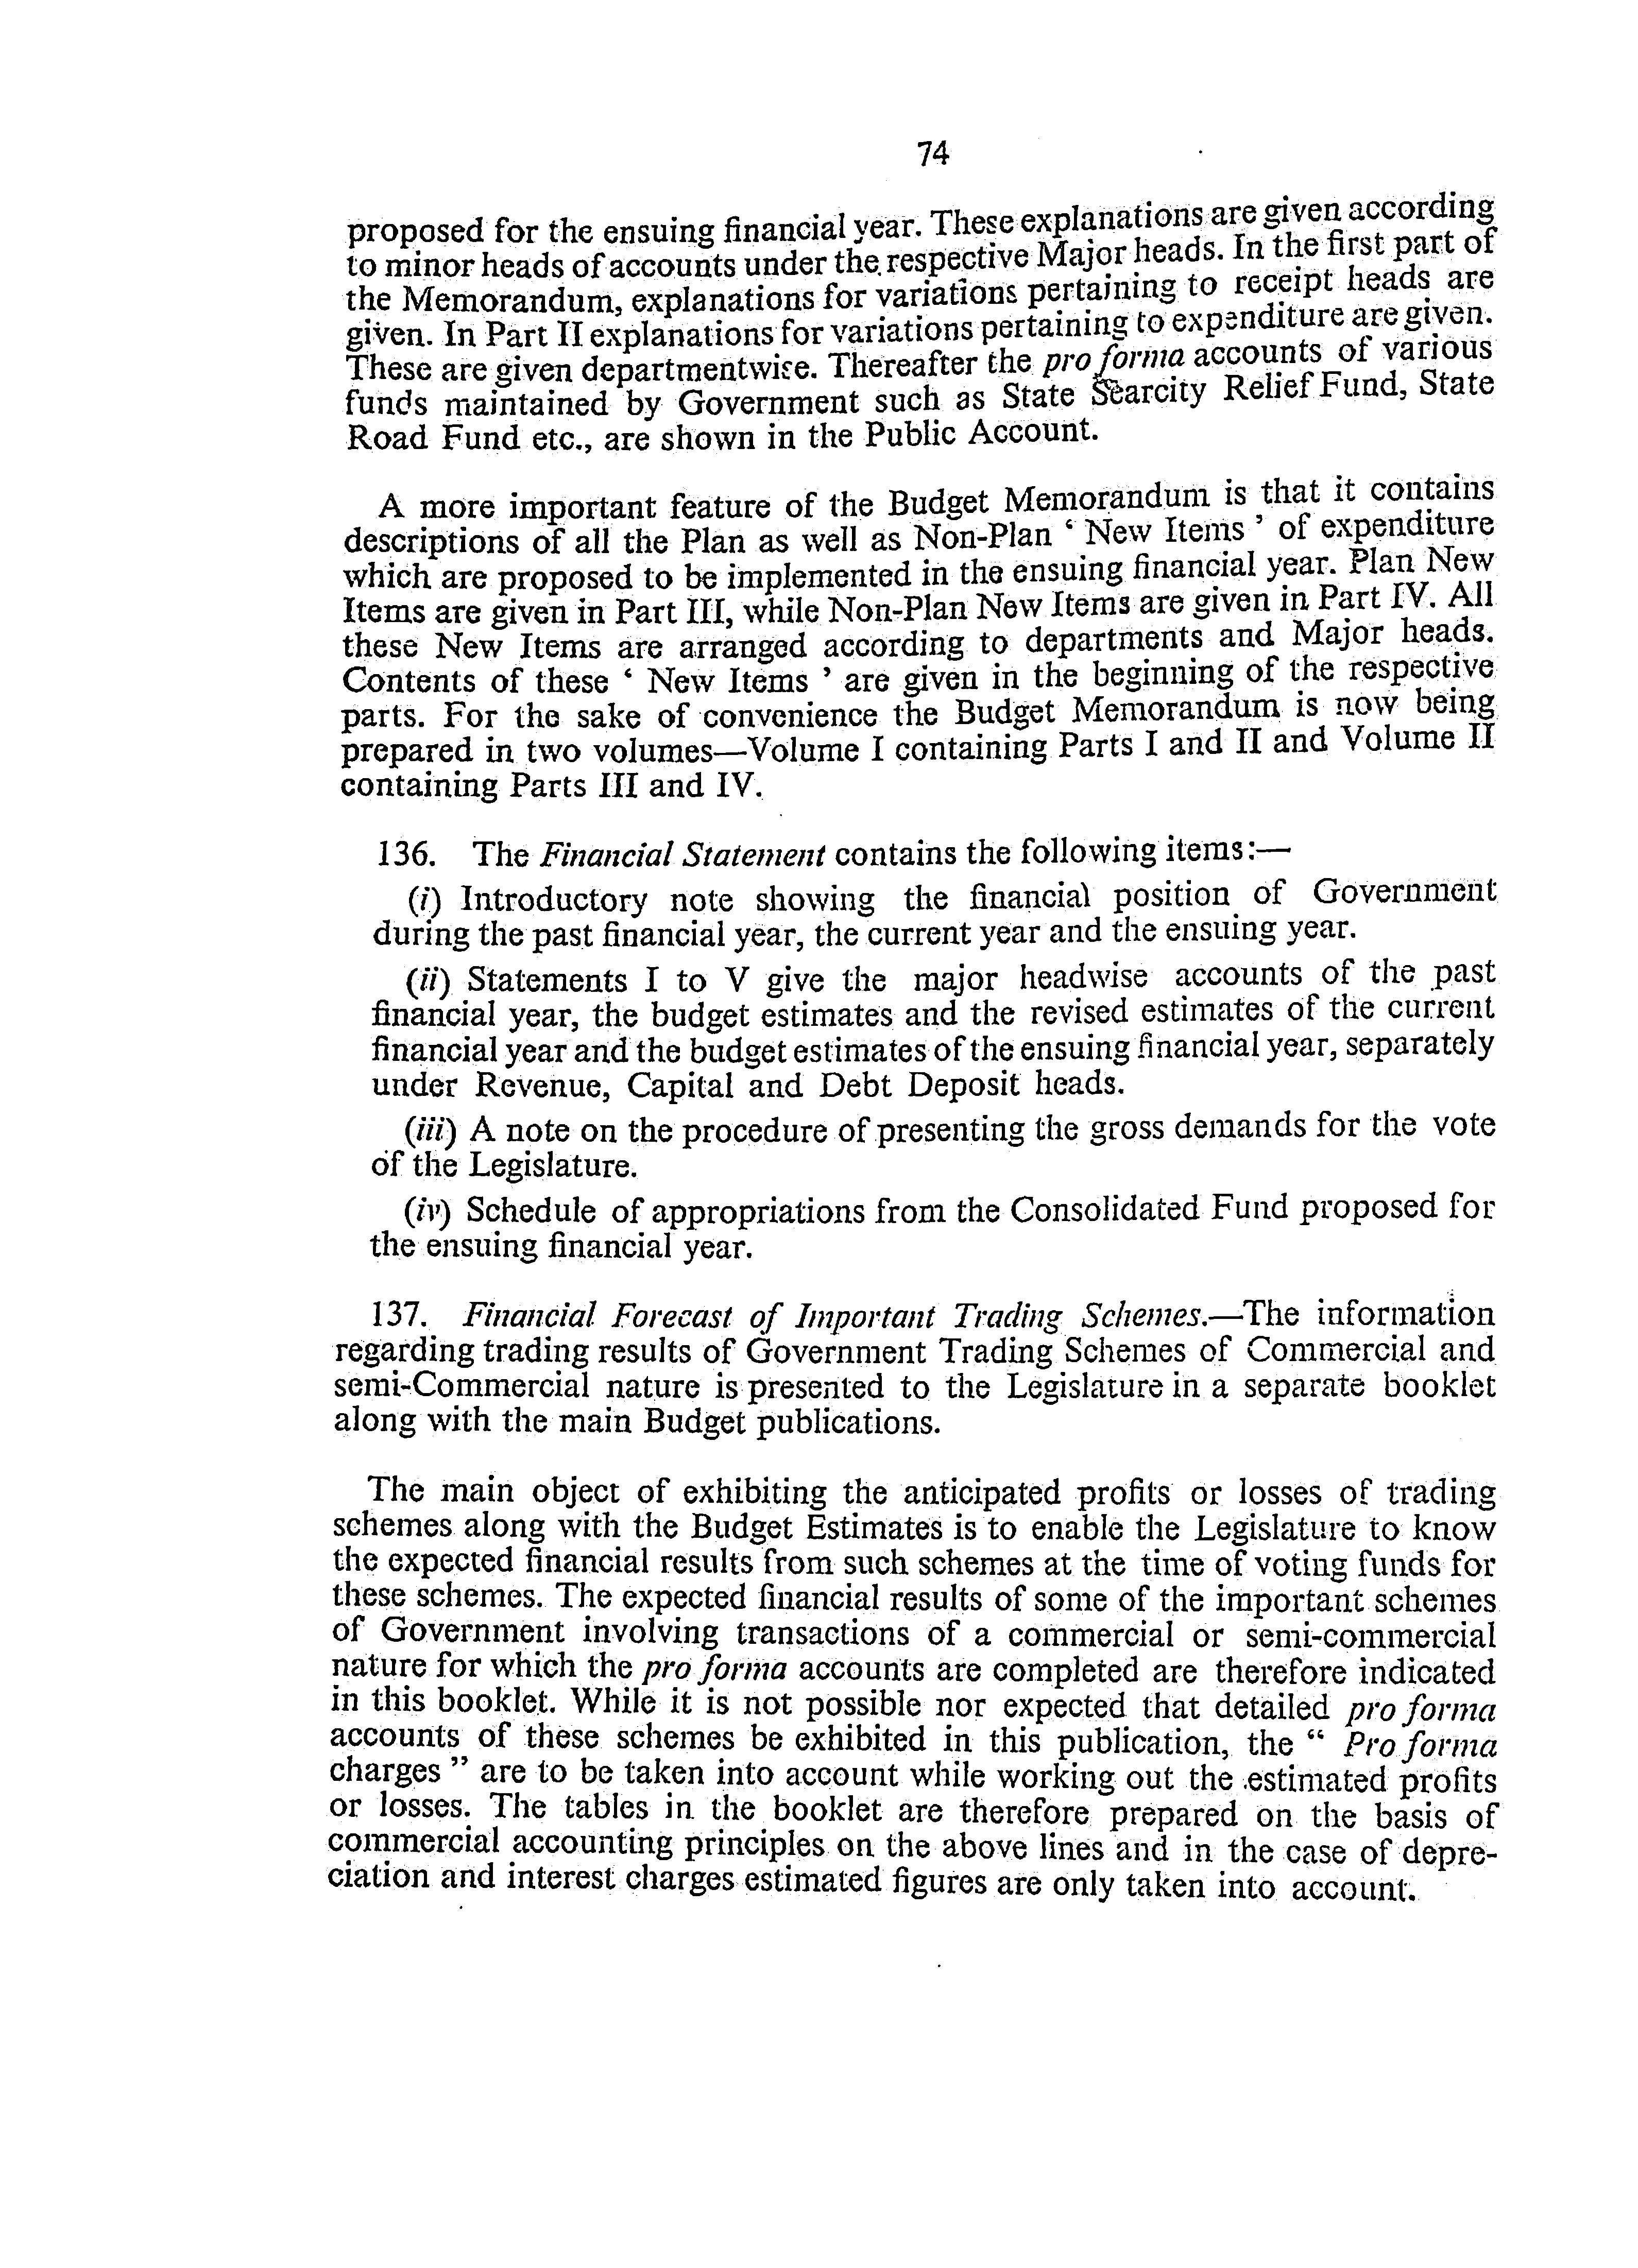 74
proposed for the ensuing financial year. These explanations are given according
to minor heads of accounts under the respective Major heads. In the first part of
the Memorandum, explanations for variations pertaining to receipt heads are
given. In Part II explanations for variations pertaining to expenditure are given.
These are given departmentwise. Thereafter the pro forma accounts of various
funds maintained by Government such as State Relief Fund, State
Road Fund etc., are shown in the Public Account.
A more important feature of the Budget Memorandum is that it contains
descriptions of all the Plan as well as Non-Plan ‘ New Items ’ of expenditure
which are proposed to be implemented in the ensuing financial year. Plan New
Items are given in Part III, while Non-Plan New Items are given in Part IV. All
these New Items are arranged according to departments and Major heads.
Contents of these ‘ New Items ’ are given in the beginning of the respective
parts. For the sake of convenience the Budget Memorandum is now being
prepared in two volumes—Volume I containing Parts I and II and Volume II
containing Parts III and IV.
136. The Financial Statement contains the following items:—
(i) Introductory note showing the financial position of Government
during the past financial year, the current year and the ensuing year.
(ii) Statements I to V give the major headwise accounts of the past
financial year, the budget estimates and the revised estimates of the current
financial year and the budget estimates of the ensuing financial year, separately
under Revenue, Capital and Debt Deposit heads.
(iii) A note on the procedure of presenting the gross demands for the vote
of the Legislature.
(iv) Schedule of appropriations from the Consolidated Fund proposed for
the ensuing financial year.
137. Financial Forecast of Important Trading Schemes.—The information
regarding trading results of Government Trading Schemes of Commercial and
semi-Commercial nature is presented to the Legislature in a separate booklet
along with the main Budget publications.
The main object of exhibiting the anticipated profits or losses of trading
schemes along with the Budget Estimates is to enable the Legislature to know
the expected financial results from such schemes at the time of voting funds for
these schemes. The expected financial results of some of the important schemes
of Government involving transactions of a commercial or semi-commercial
nature for which the pro forma accounts are completed are therefore indicated
in this booklet. While it is not possible nor expected that detailed pro forma
accounts of these schemes be exhibited in this publication, the “ Pro forma
charges ” are to be taken into account while working out the estimated profits
or losses. The tables in the booklet are therefore prepared on the basis of
commercial accounting principles on the above lines and in the case of depre-
ciation and interest charges estimated figures are only taken into account.